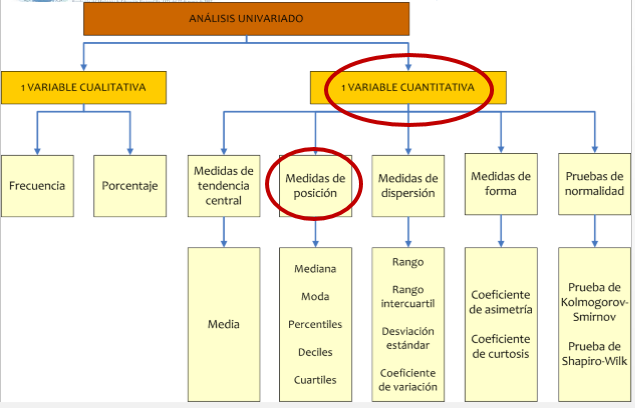 ANÁLISIS UNIVARIADO
1 VARIABLE CUALITATIVA
1 VARIABLE CUANTITATIVA
Frecuencia
Porcentaje
Medidas de
tendencia
central
Medidas de
posición
Medidas de
dispersión
Medidas de
forma
Pruebas de
normalidad
Media
Mediana
Moda
Percentiles
Deciles
Cuartiles
Rango
Rango
intercuartil
Desviación
estándar
Coeficiente
de variación
Coeficiente
de asimetría
Coeficiente
de curtosis
Prueba de
Kolmogorov-
Smirnov
Prueba de
Shapiro-Wilk